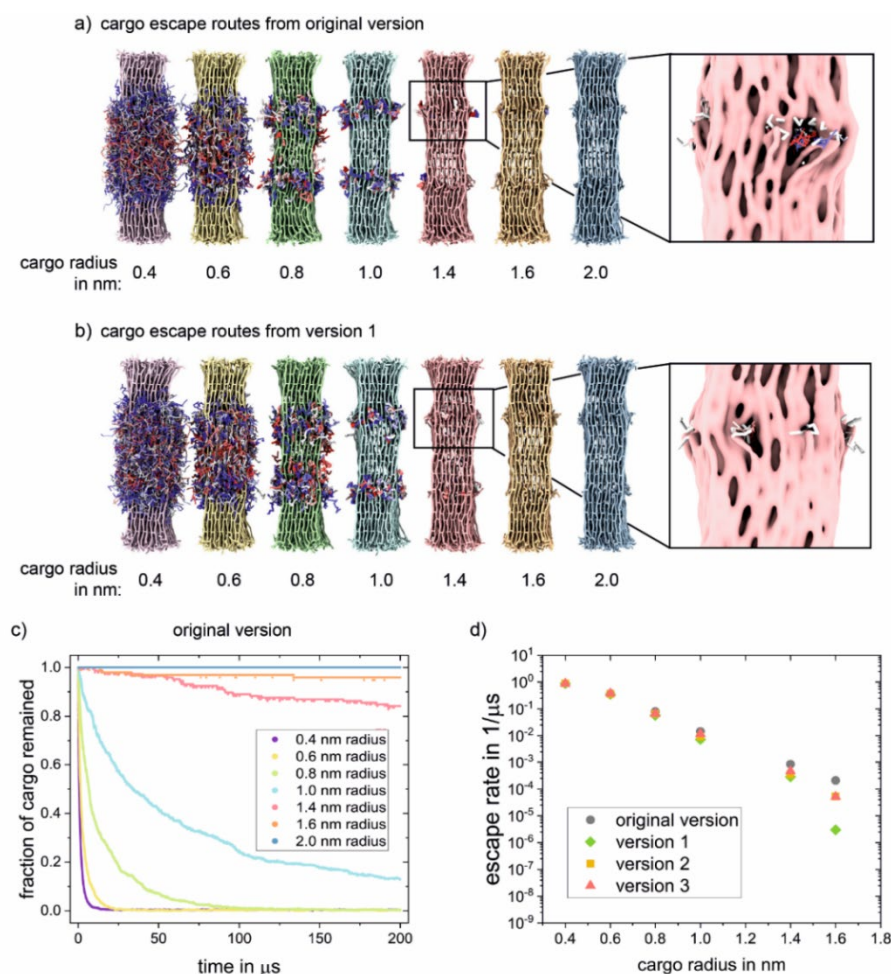 a) cargo escape routes from original version
cargo radius
in nm:
0.4 0.6 0.8 1.0 1.4 1.6 2.0
b) cargo escape routes from version 1
cargo radius
in nm:
0.4 0.6 0.8 1.0 1.4 1.6 2.0
c) original version
fraction of cargo remained
1.0
0.8
0.6
0.4
0.2
0.0
0.4 nm radius
0.6 nm radius
0.8 nm radius
1.0 nm radius
1.4 nm radius
1.6 nm radius
2.0 nm radius
0 50 100 150 200
time in µs
d)
escape rate in 1/µs
10^1
10^0
10^-1
10^-2
10^-3
10^-4
10^-5
10^-6
10^-7
10^-8
10^-9
original version
version 1
version 2
version 3
0.4 0.6 0.8 1.0 1.2 1.4 1.6 1.8
cargo radius in nm